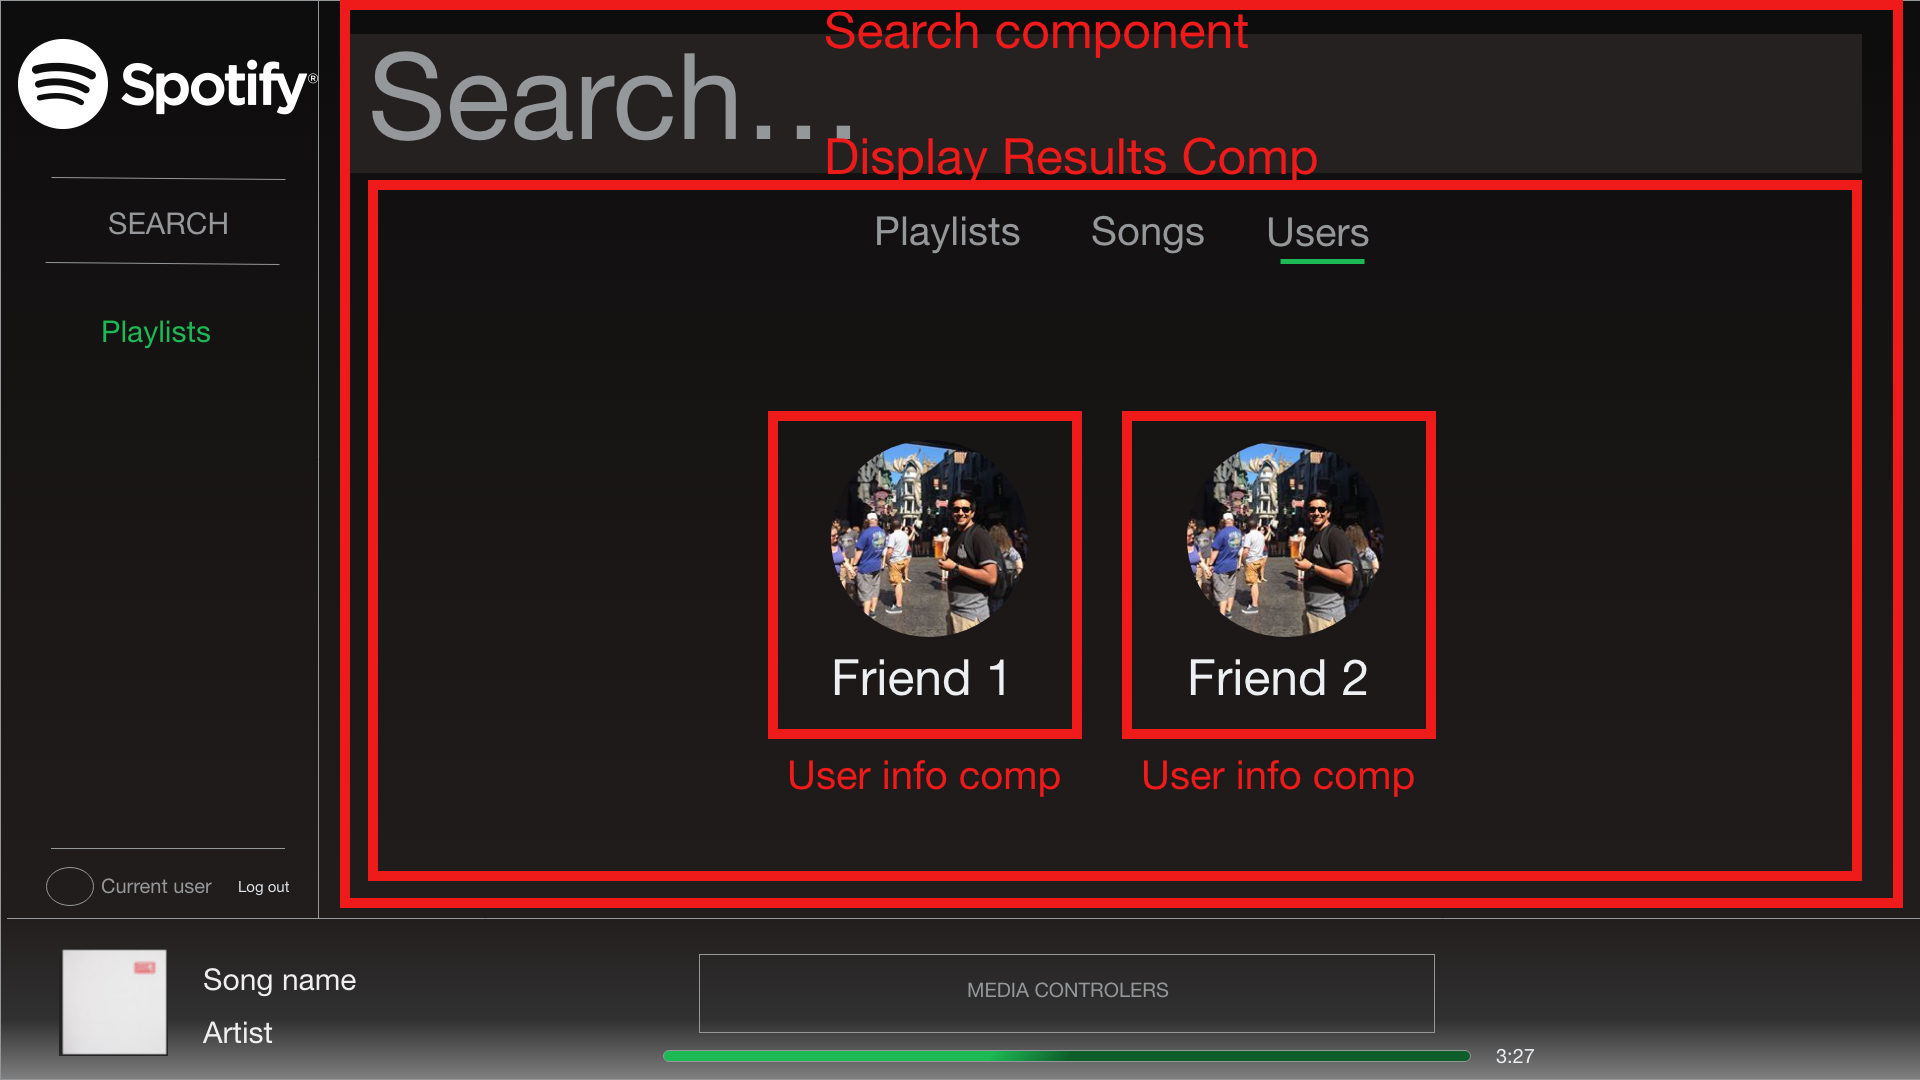 Spotify®
SEARCH
Playlists
Current user
Log out
Search component
Search...
Display Results Comp
Playlists
Songs
Users
Friend 1
Friend 2
User info comp
User info comp
Song name
Artist
MEDIA CONTROLERS
3:27